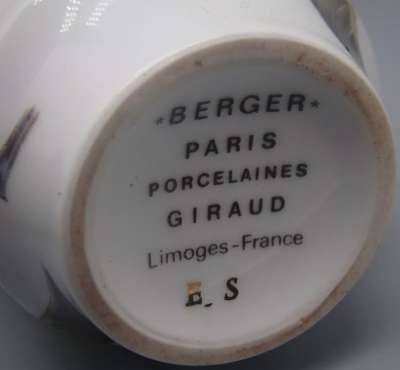 *BERGER*
PARIS
PORCELAINES
GIRAUD
Limoges-France
E. S